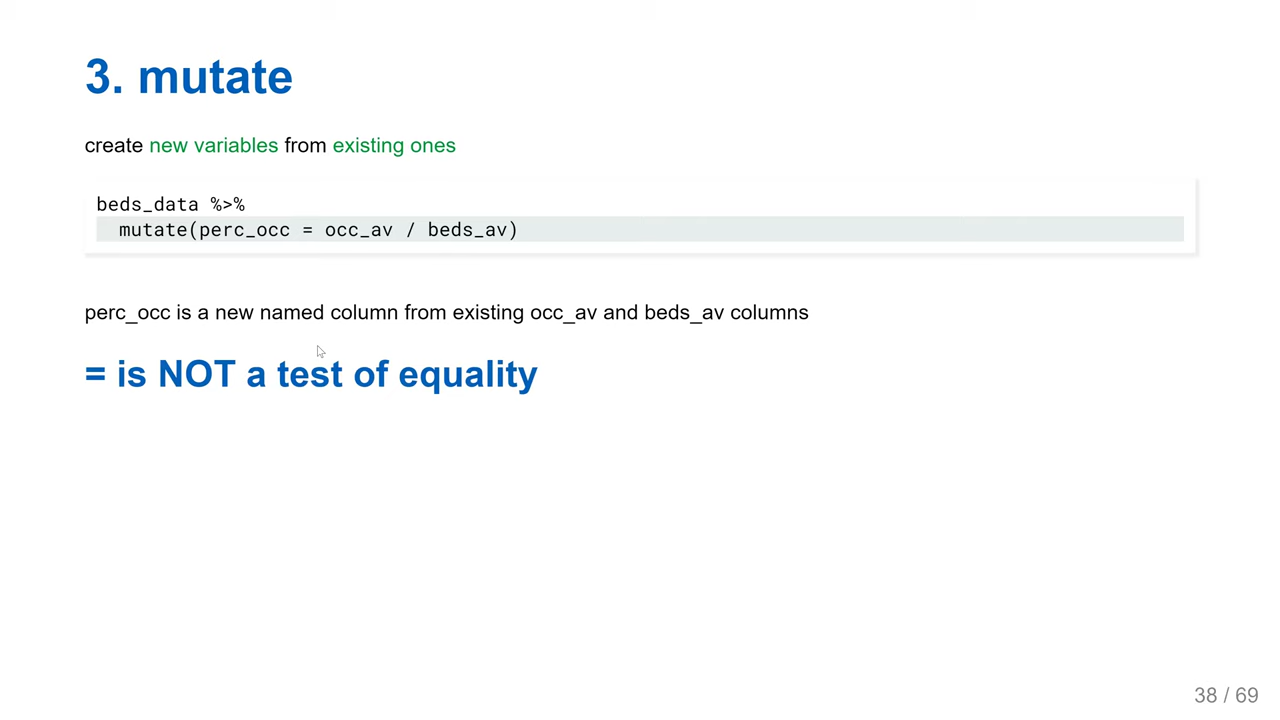 3. mutate
create new variables from existing ones
beds_data %>%
  mutate(perc_occ = occ_av / beds_av)
perc_occ is a new named column from existing occ_av and beds_av columns
= is NOT a test of equality
38 / 69